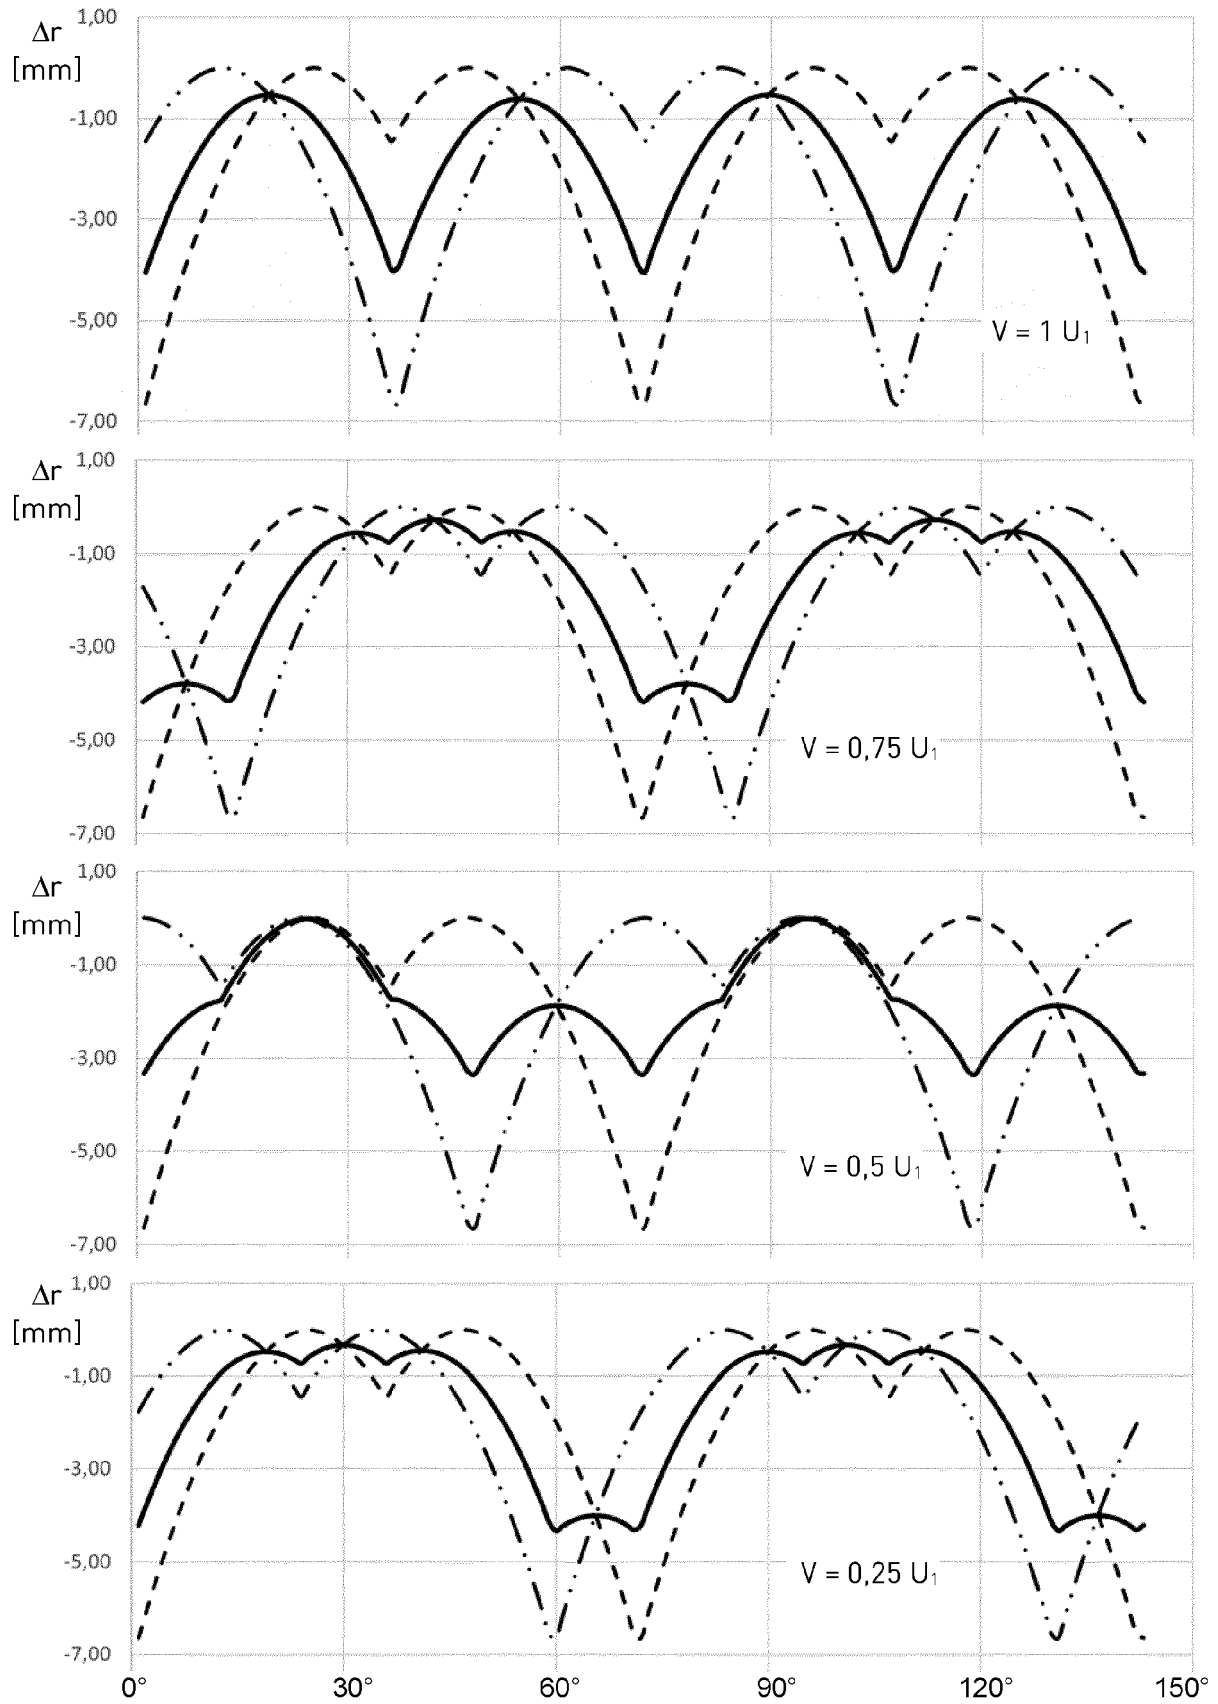 1,00
Δr
[mm]
-1,00
-3,00
-5,00
V = 1 U₁
-7,00
1,00
Δr
[mm]
-1,00
-3,00
-5,00
V = 0,75 U₁
-7,00
1,00
Δr
[mm]
-1,00
-3,00
-5,00
V = 0,5 U₁
-7,00
1,00
Δr
[mm]
-1,00
-3,00
-5,00
V = 0,25 U₁
-7,00
0° 30° 60° 90° 120° 150°